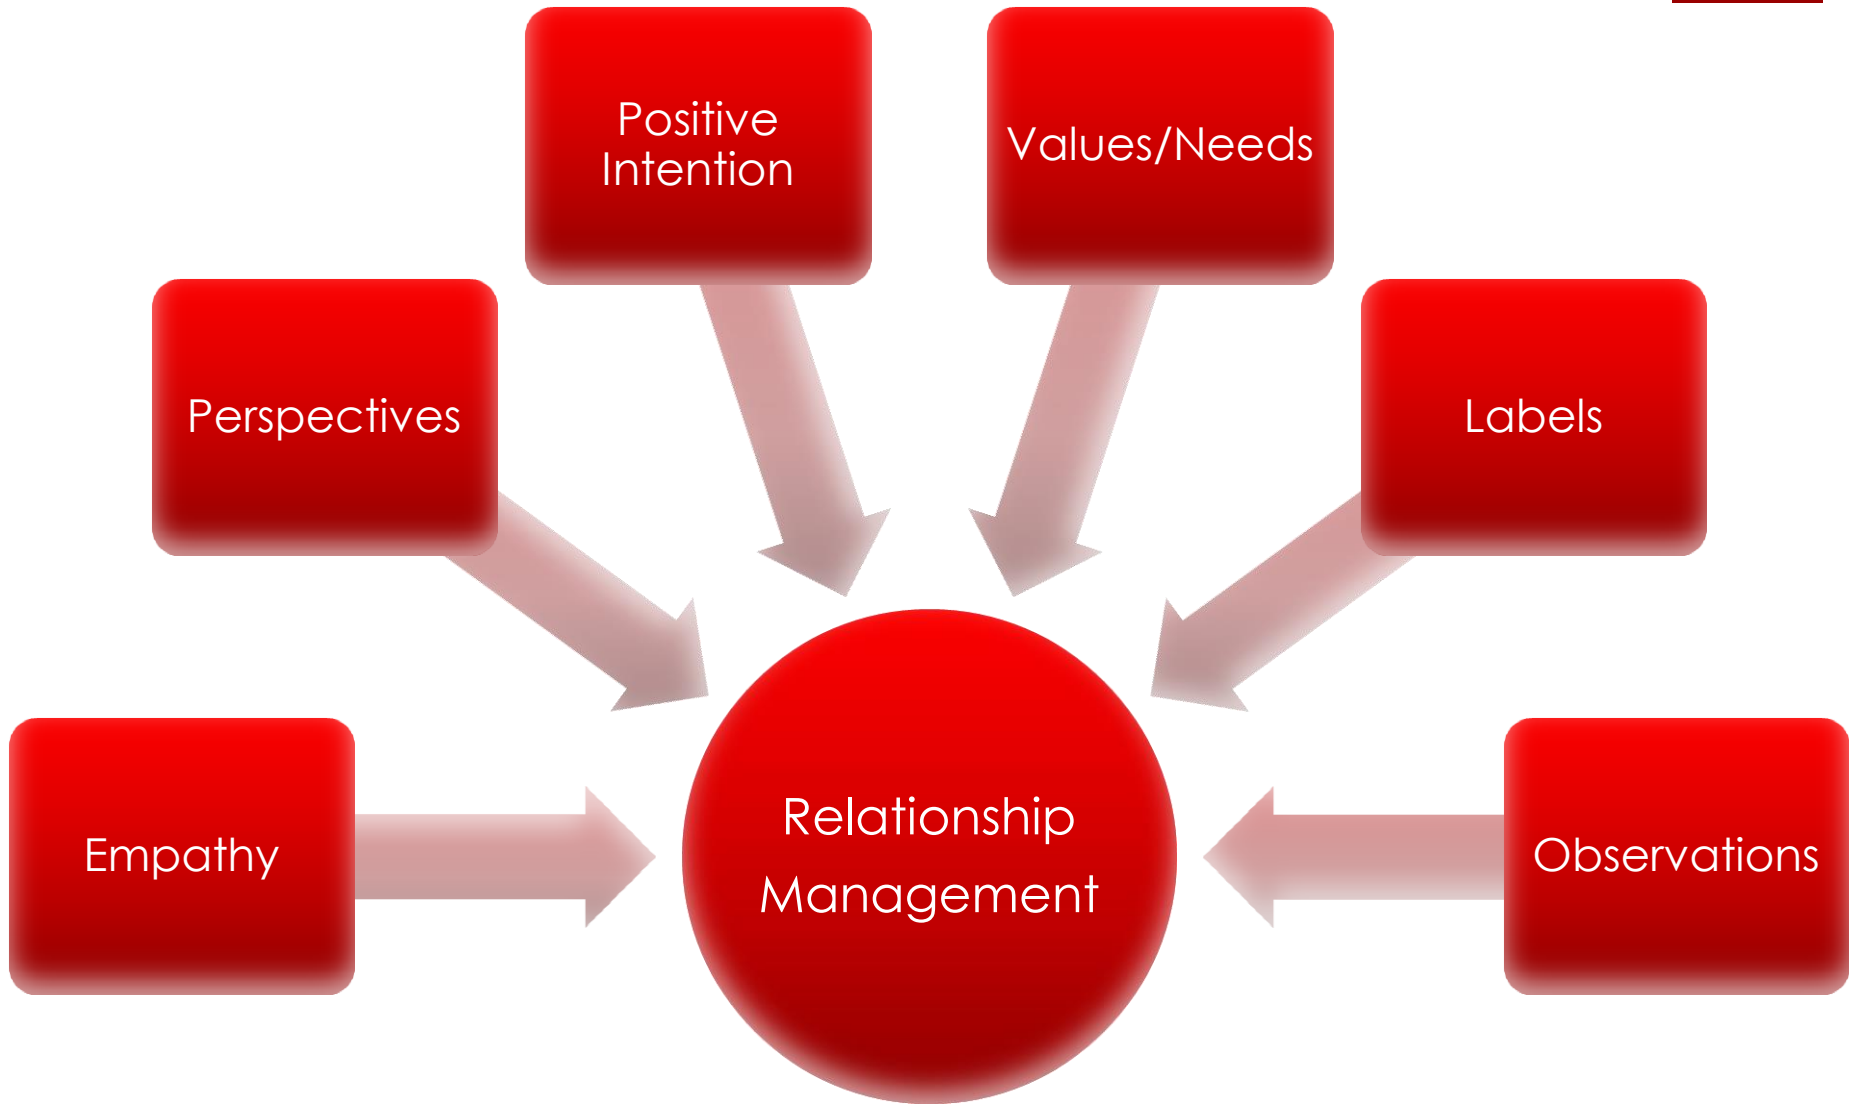 Positive
Intention
Values/Needs
Perspectives
Labels
Empathy
Relationship
Management
Observations